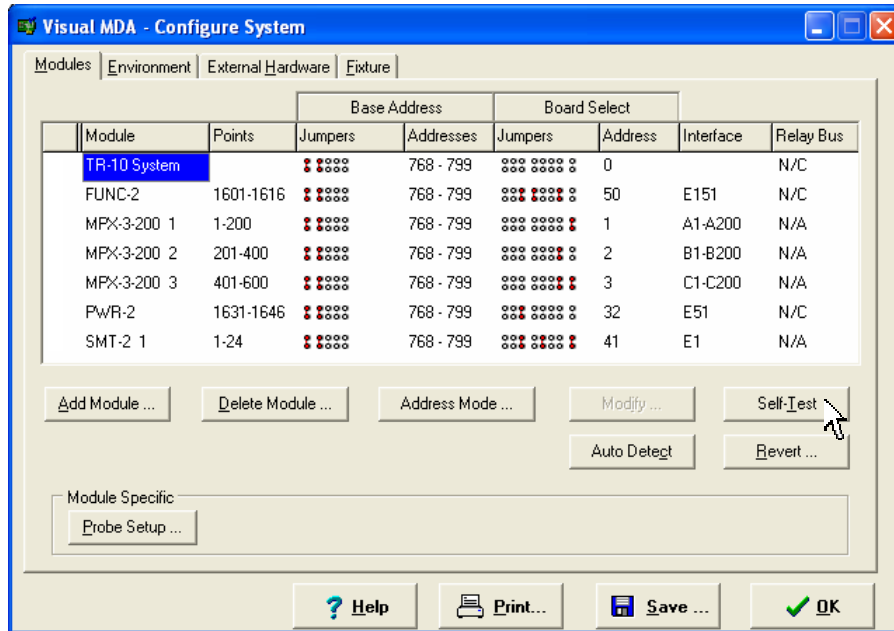 Visual MDA - Configure System
Modules Environment External Hardware Fixture
Base Address Board Select
Module Points Jumpers Addresses Jumpers Address Interface Relay Bus
TR-10 System 768 - 799 0 N/C
FUNC-2 1601-1616 768 - 799 50 E151 N/C
MPX-3-200 1 1-200 768 - 799 1 A1-A200 N/A
MPX-3-200 2 201-400 768 - 799 2 B1-B200 N/A
MPX-3-200 3 401-600 768 - 799 3 C1-C200 N/A
PWR-2 1631-1646 768 - 799 32 E51 N/C
SMT-2 1 1-24 768 - 799 41 E1 N/A
Add Module ... Delete Module ... Address Mode ... Modify ... Self-Test
Auto Detect Revert ...
Module Specific
Probe Setup ...
? Help Print... Save ... OK